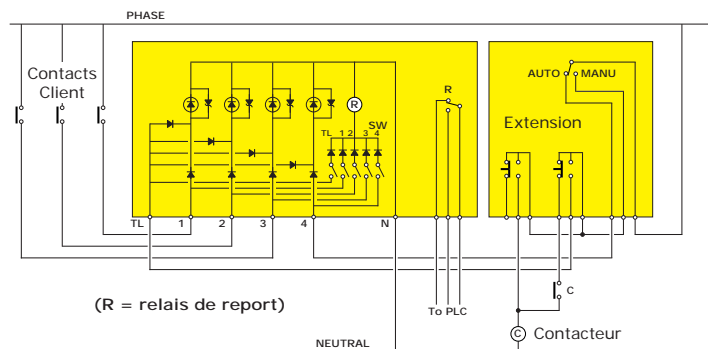 PHASE
Contacts
Client
R
TL 1 2 3 4
SW
R
AUTO MANU
Extension
TL 1 2 3 4 N
(R = relais de report)
To PLC
C
C Contacteur
NEUTRAL